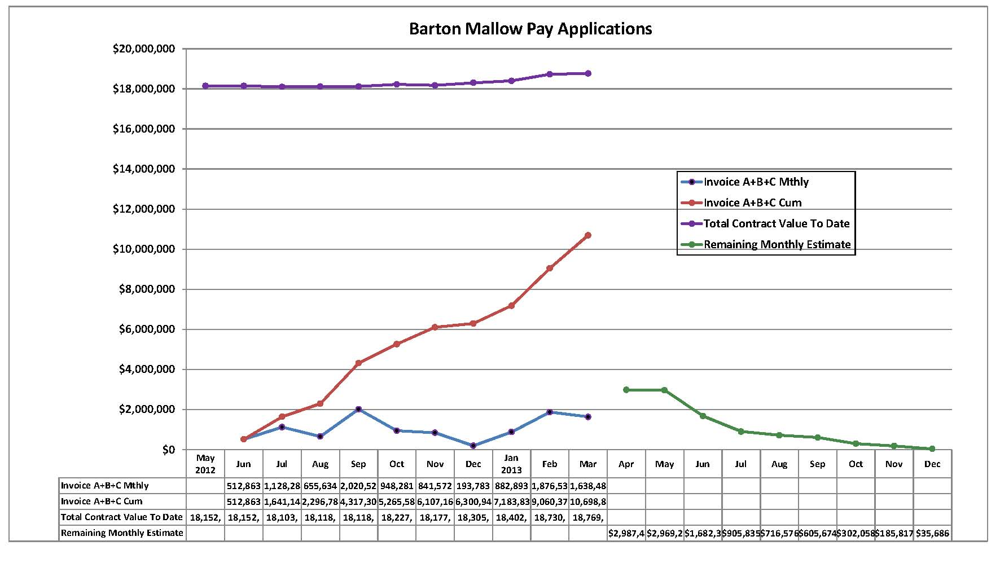 Barton Mallow Pay Applications
$20,000,000
$18,000,000
$16,000,000
$14,000,000
$12,000,000
$10,000,000
$8,000,000
$6,000,000
$4,000,000
$2,000,000
$0
Invoice A+B+C Mthly
Invoice A+B+C Cum
Total Contract Value To Date
Remaining Monthly Estimate
May 2012 Jun Jul Aug Sep Oct Nov Dec Jan 2013 Feb Mar Apr May Jun Jul Aug Sep Oct Nov Dec
Invoice A+B+C Mthly 512,863 1,128,28 655,634 2,020,52 948,281 841,572 193,783 882,893 1,876,53 1,638,48
Invoice A+B+C Cum 512,863 1,641,14 2,296,78 4,317,30 5,265,58 6,107,16 6,300,94 7,183,83 9,060,37 10,698,8
Total Contract Value To Date 18,152, 18,152, 18,103, 18,118, 18,118, 18,227, 18,177, 18,305, 18,402, 18,730, 18,769,
Remaining Monthly Estimate $2,987,4 $2,969,2 $1,682,3 $905,835 $716,576 $605,674 $302,058 $185,817 $35,686